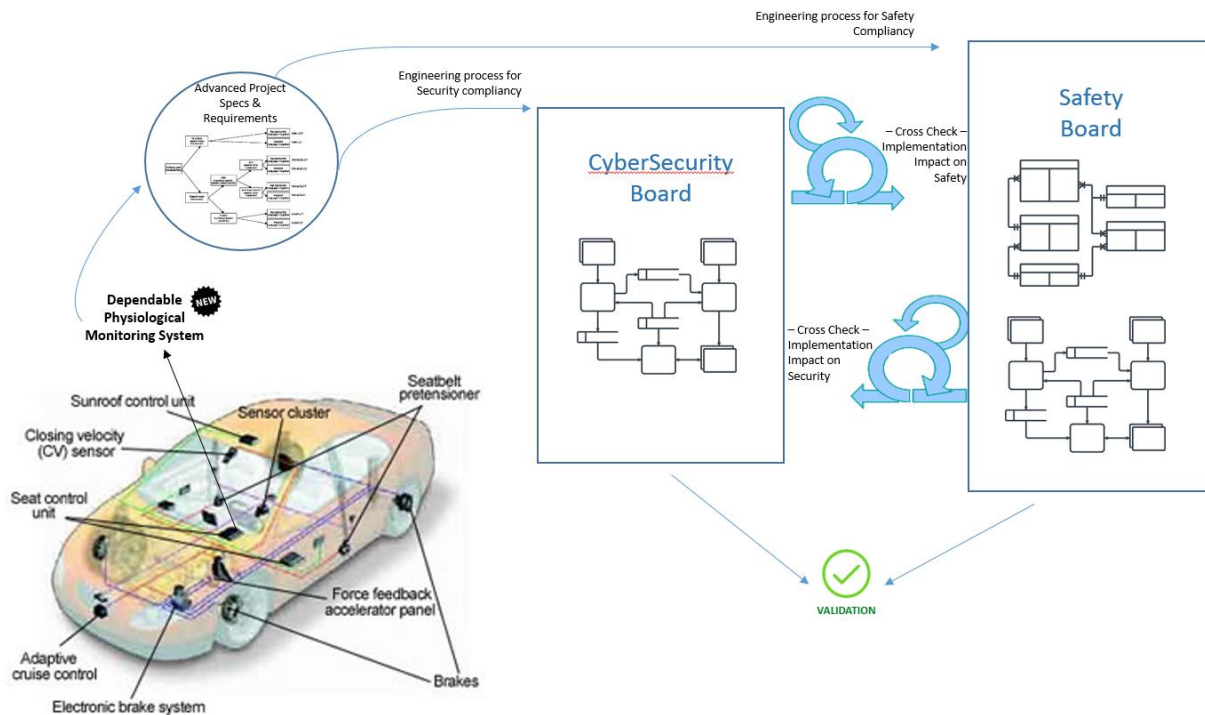 Engineering process for Safety
Compliancy
Engineering process for
Security compliancy
Advanced Project
Specs &
Requirements
CyberSecurity
Board
– Cross Check –
Implementation
Impact on
Safety
Safety
Board
– Cross Check –
Implementation
Impact on
Security
Dependable
Physiological
Monitoring System
NEW
Seatbelt
pretensioner
Sunroof control unit
Sensor cluster
Closing velocity
(CV) sensor
Seat control
unit
Force feedback
accelerator panel
Adaptive
cruise control
Brakes
Electronic brake system
VALIDATION